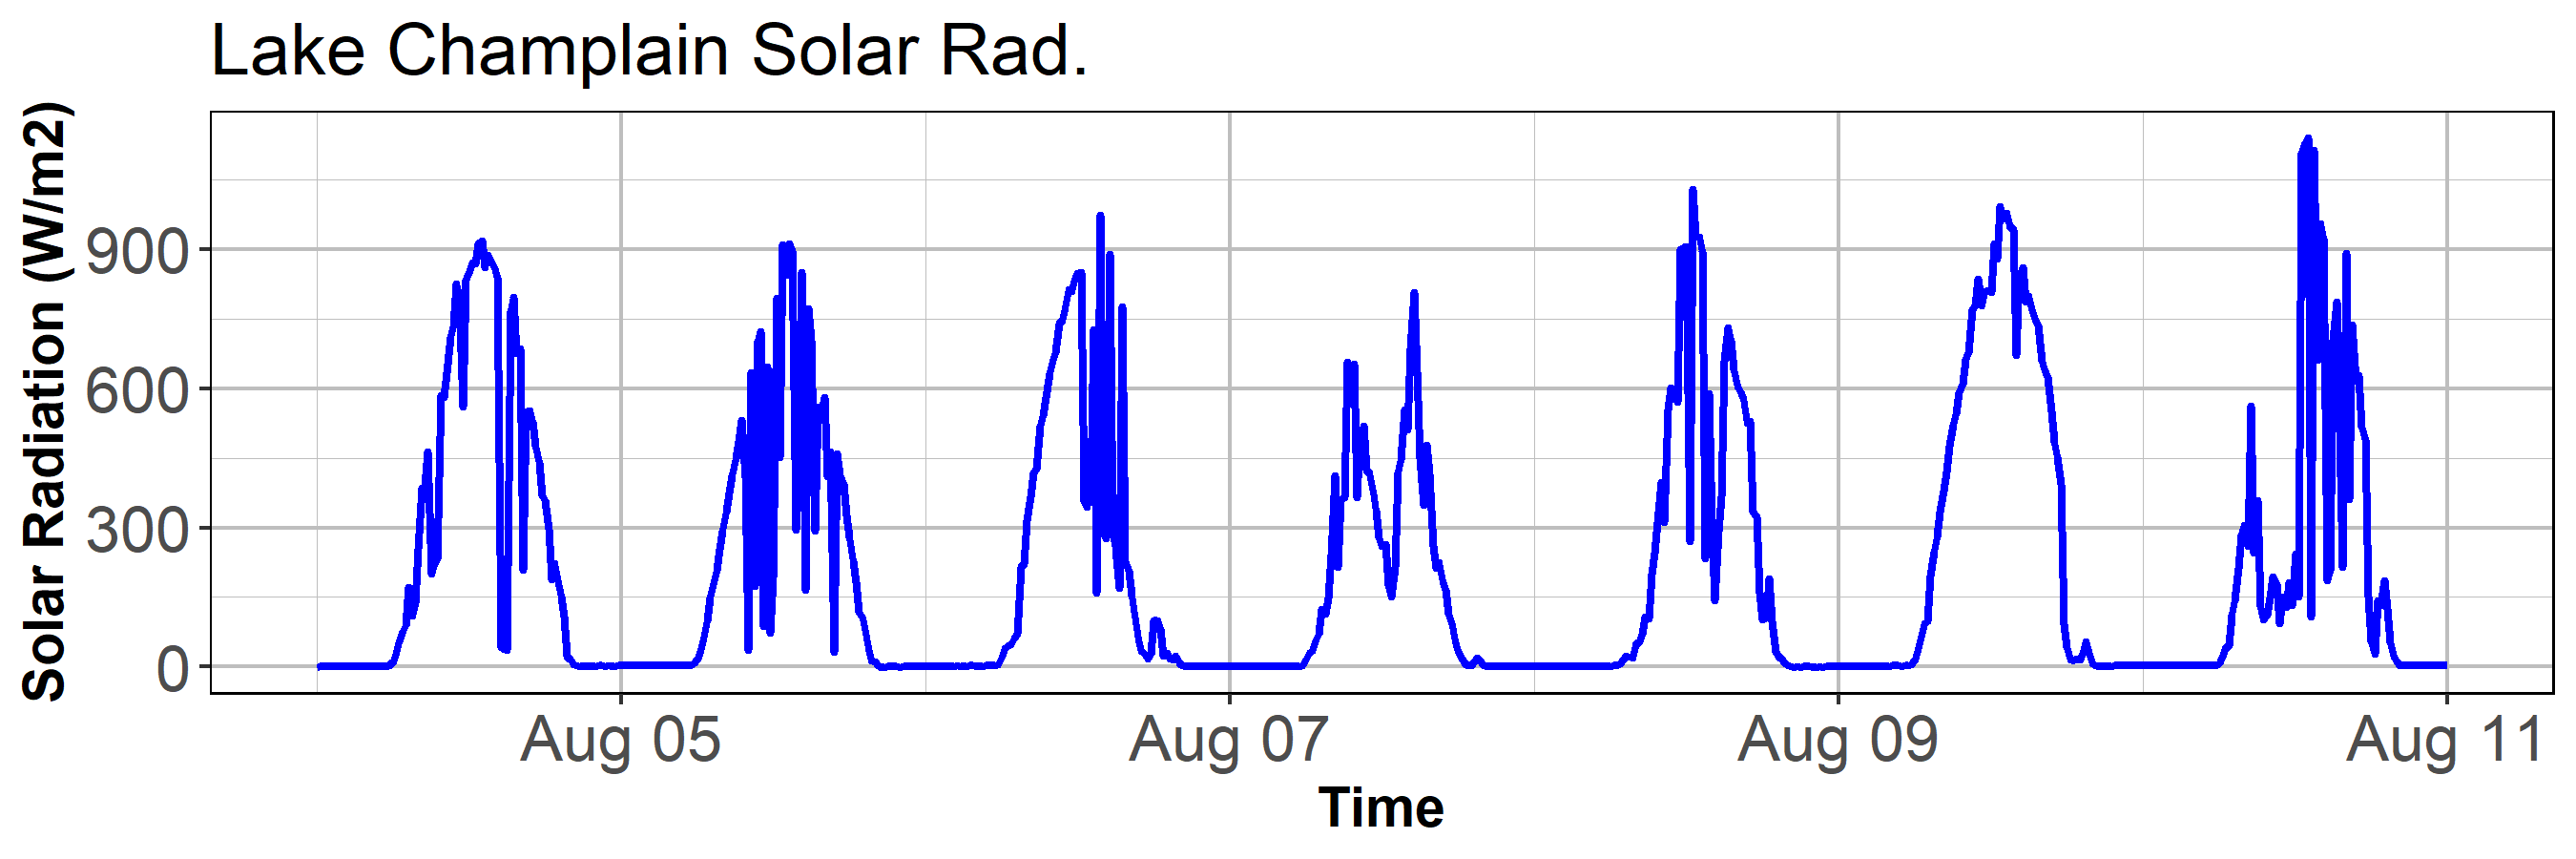 Lake Champlain Solar Rad.
Solar Radiation (W/m2)
900
600
300
0
Aug 05 Aug 07 Aug 09 Aug 11
Time